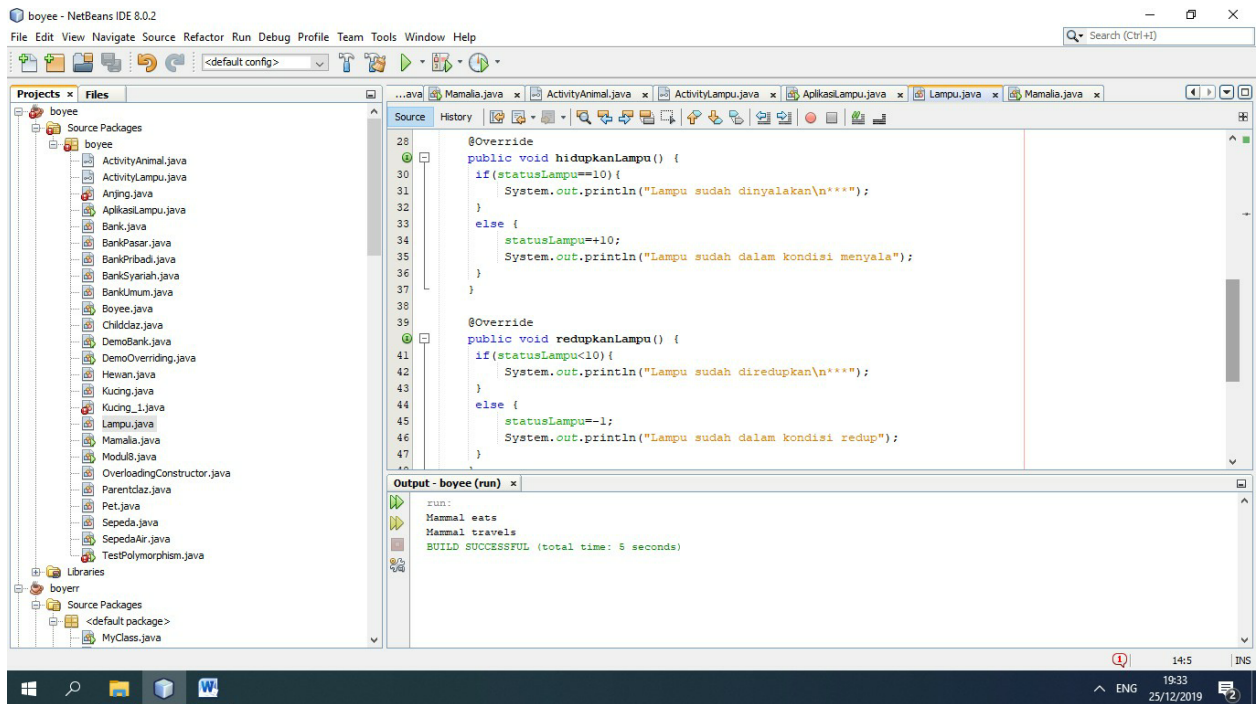 boyee - NetBeans IDE 8.0.2
File Edit View Navigate Source Refactor Run Debug Profile Team Tools Window Help
Search (Ctrl+I)
<default config>
Projects x Files
...ava Mamalia.java x ActivityAnimal.java x ActivityLampu.java x AplikasiLampu.java x Lampu.java x Mamalia.java x
Source History
boyee
Source Packages
boyee
ActivityAnimal.java
ActivityLampu.java
Anjing.java
AplikasiLampu.java
Bank.java
BankPasar.java
BankPribadi.java
BankSyariah.java
BankUmum.java
Boyee.java
Childclaz.java
DemoBank.java
DemoOverriding.java
Hewan.java
Kucing.java
Kucing_1.java
Lampu.java
Mamalia.java
Modul8.java
OverloadingConstructor.java
Parentclaz.java
Pet.java
Sepeda.java
SepedaAir.java
TestPolymorphism.java
Libraries
boyerr
Source Packages
<default package>
MyClass.java
28 @Override
public void hidupkanLampu() {
30 if(statusLampu==10){
31 System.out.println("Lampu sudah dinyalakan\n***");
32 }
33 else {
34 statusLampu=+10;
35 System.out.println("Lampu sudah dalam kondisi menyala");
36 }
37 }
38
39 @Override
public void redupkanLampu() {
41 if(statusLampu<10){
42 System.out.println("Lampu sudah diredupkan\n***");
43 }
44 else {
45 statusLampu=-1;
46 System.out.println("Lampu sudah dalam kondisi redup");
47 }
Output - boyee (run) x
run:
Mammal eats
Mammal travels
BUILD SUCCESSFUL (total time: 5 seconds)
1 14:5 INS
ENG 19:33
25/12/2019 2